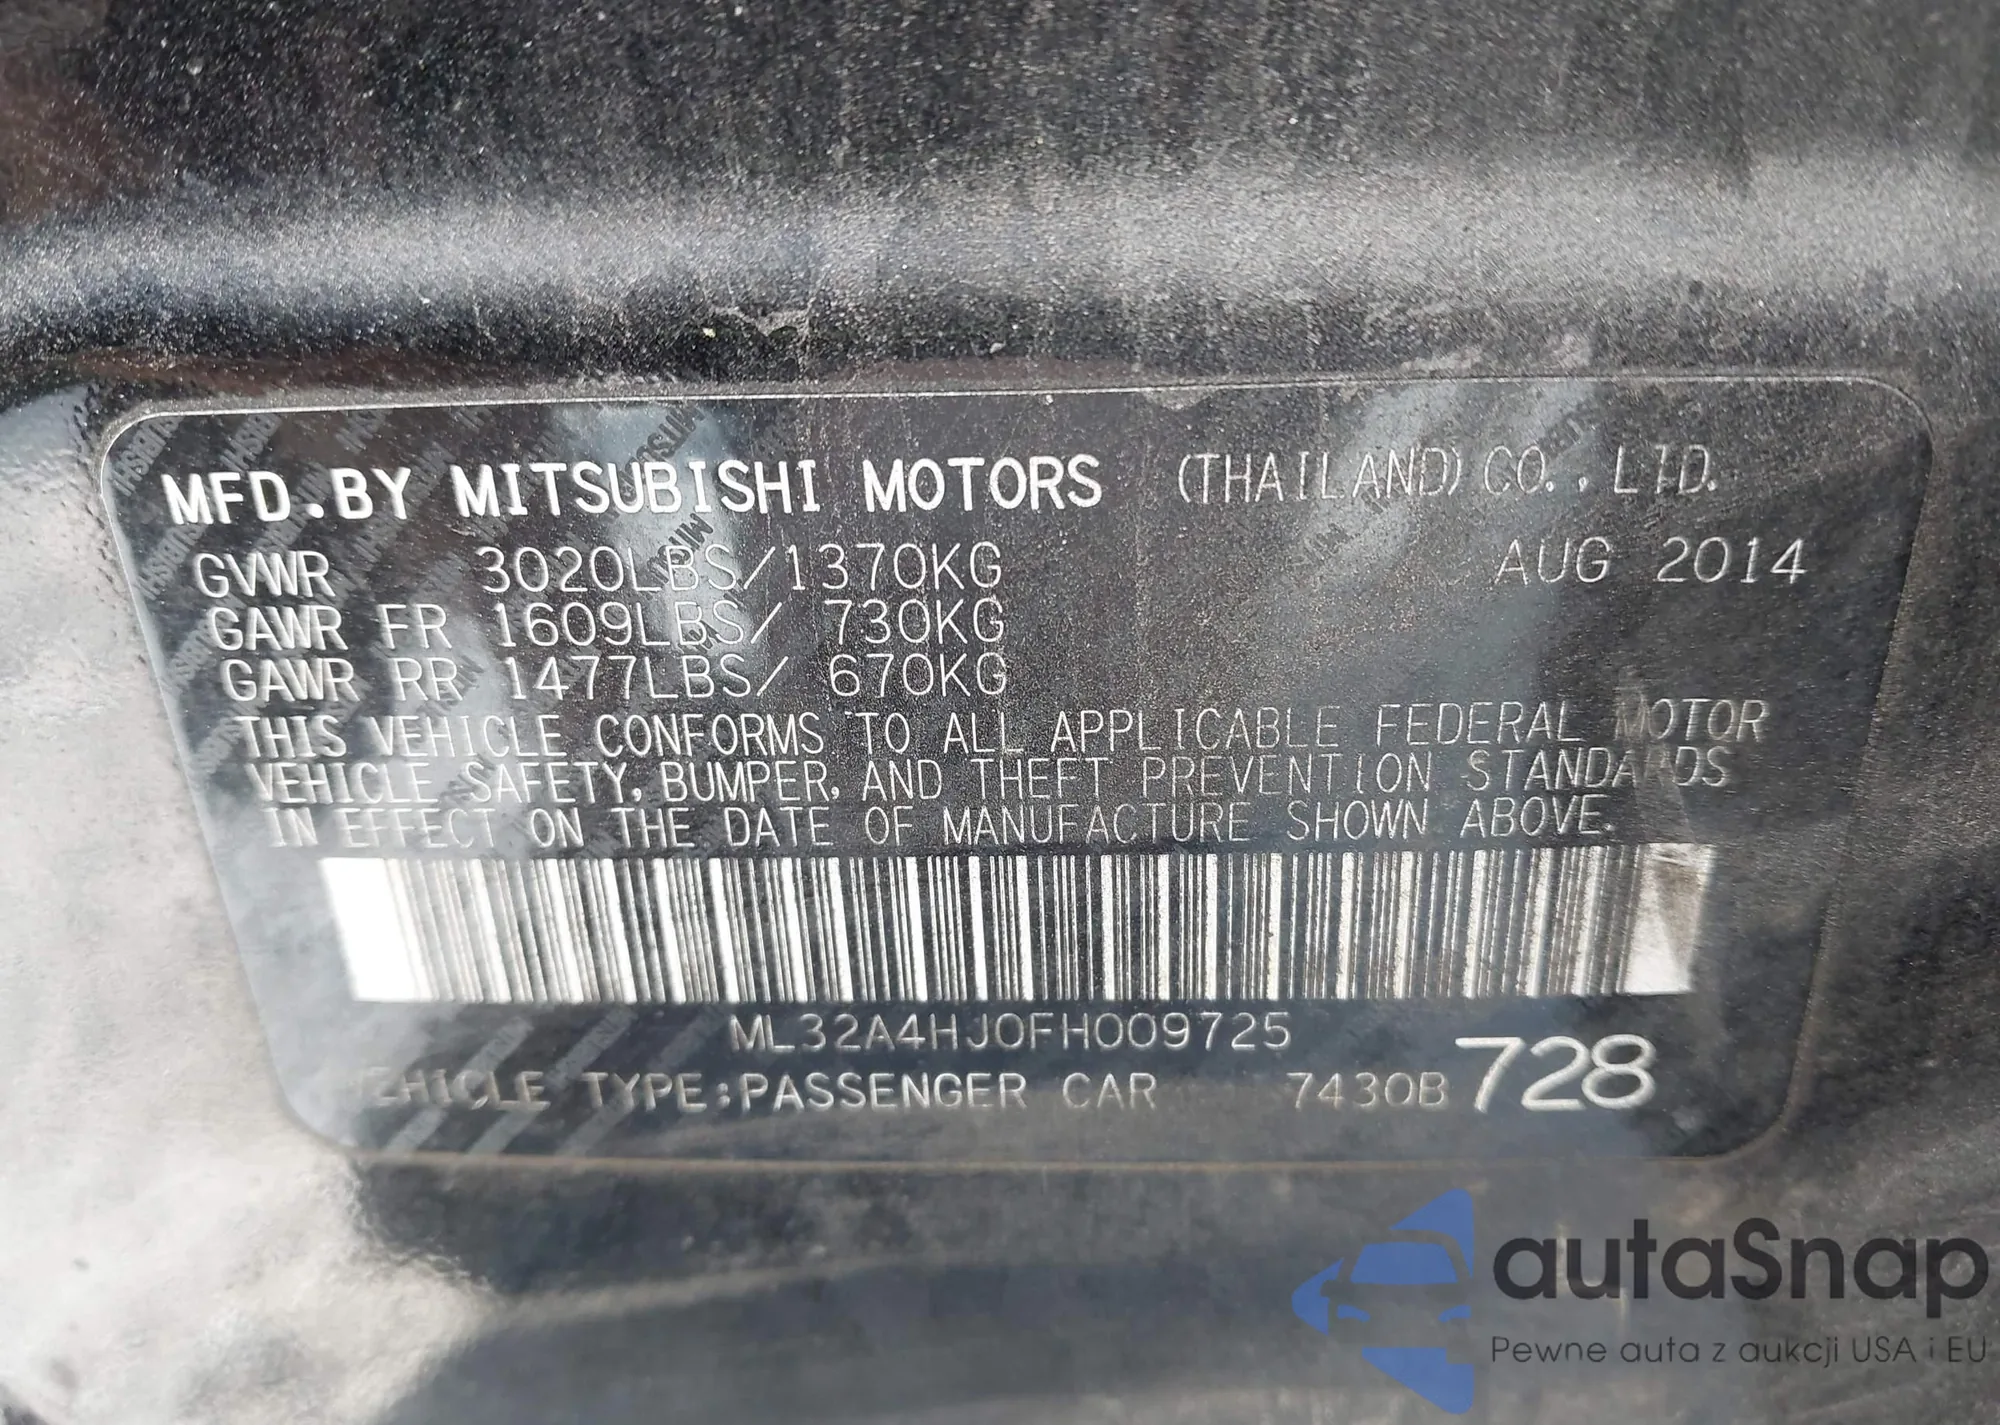 MFD.BY MITSUBISHI MOTORS (THAILAND) CO.,LTD.
GVWR 3020LBS/1370KG AUG 2014
GAWR FR 1609LBS/ 730KG
GAWR RR 1477LBS/ 670KG
THIS VEHICLE CONFORMS TO ALL APPLICABLE FEDERAL MOTOR
VEHICLE SAFETY, BUMPER, AND THEFT PREVENTION STANDARDS
IN EFFECT ON THE DATE OF MANUFACTURE SHOWN ABOVE.
ML32A4HJ0FH009725
VEHICLE TYPE:PASSENGER CAR 7430B 728
autaSnap
Pewne auta z aukcji USA i EU